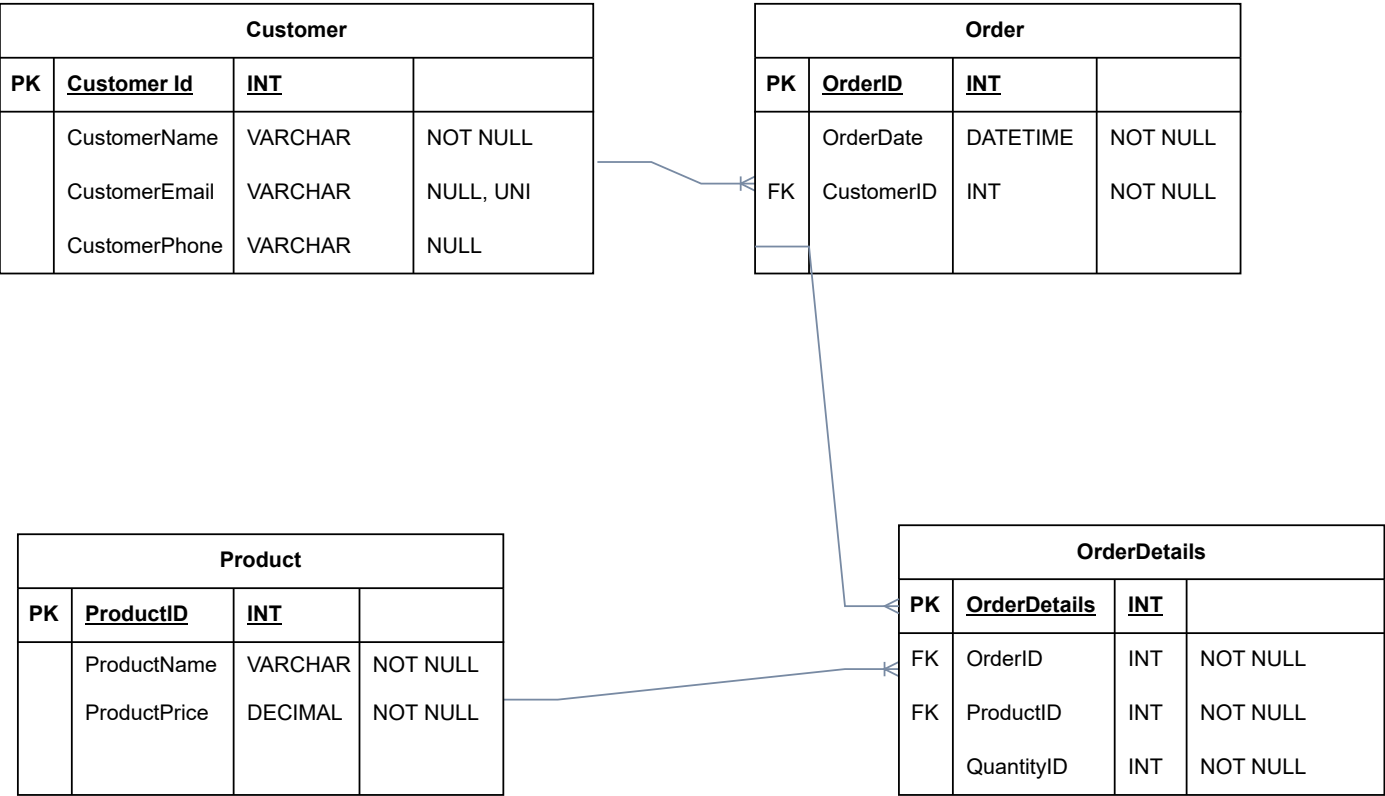 Customer
PK Customer Id INT
CustomerName VARCHAR NOT NULL
CustomerEmail VARCHAR NULL, UNI
CustomerPhone VARCHAR NULL
Order
PK OrderID INT
OrderDate DATETIME NOT NULL
FK CustomerID INT NOT NULL
Product
PK ProductID INT
ProductName VARCHAR NOT NULL
ProductPrice DECIMAL NOT NULL
OrderDetails
PK OrderDetails INT
FK OrderID INT NOT NULL
FK ProductID INT NOT NULL
QuantityID INT NOT NULL